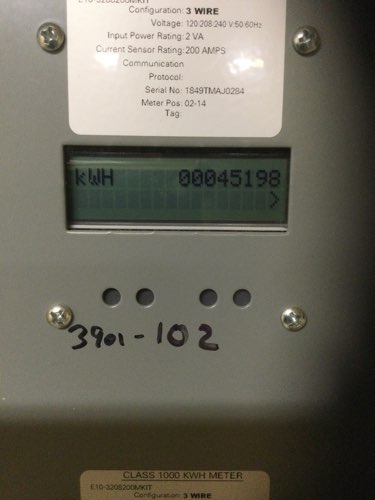 E10-3208200MKIT
Configuration: 3 WIRE
Voltage: 120:208:240 V:50:60Hz
Input Power Rating: 2 VA
Current Sensor Rating: 200 AMPS
Communication
Protocol:
Serial No: 1849TMAJ0284
Meter Pos: 02-14
Tag:
kWH 00045198
>
3901-102
CLASS 1000 KWH METER
E10-3208200MKIT
Configuration: 3 WIRE